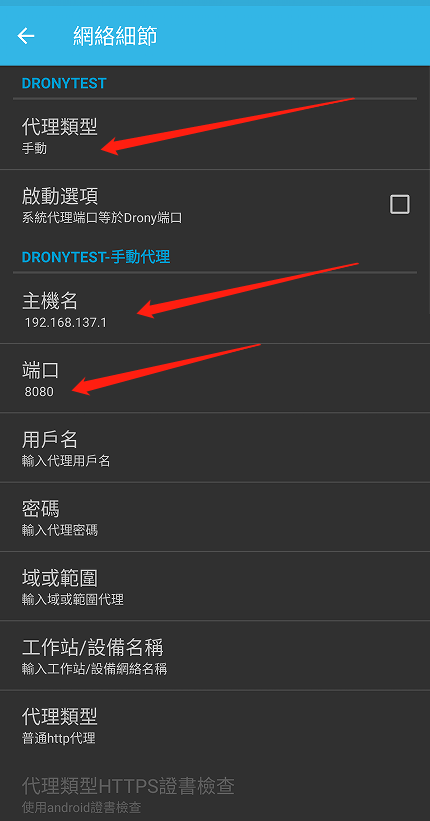 網絡細節
DRONYTEST
代理類型
手動
啟動選項
系統代理端口等於Drony端口
DRONYTEST-手動代理
主機名
192.168.137.1
端口
8080
用戶名
輸入代理用戶名
密碼
輸入代理密碼
域或範圍
輸入域或範圍代理
工作站/設備名稱
輸入工作站/設備網絡名稱
代理類型
普通http代理
代理類型HTTPS證書檢查
使用android證書檢查